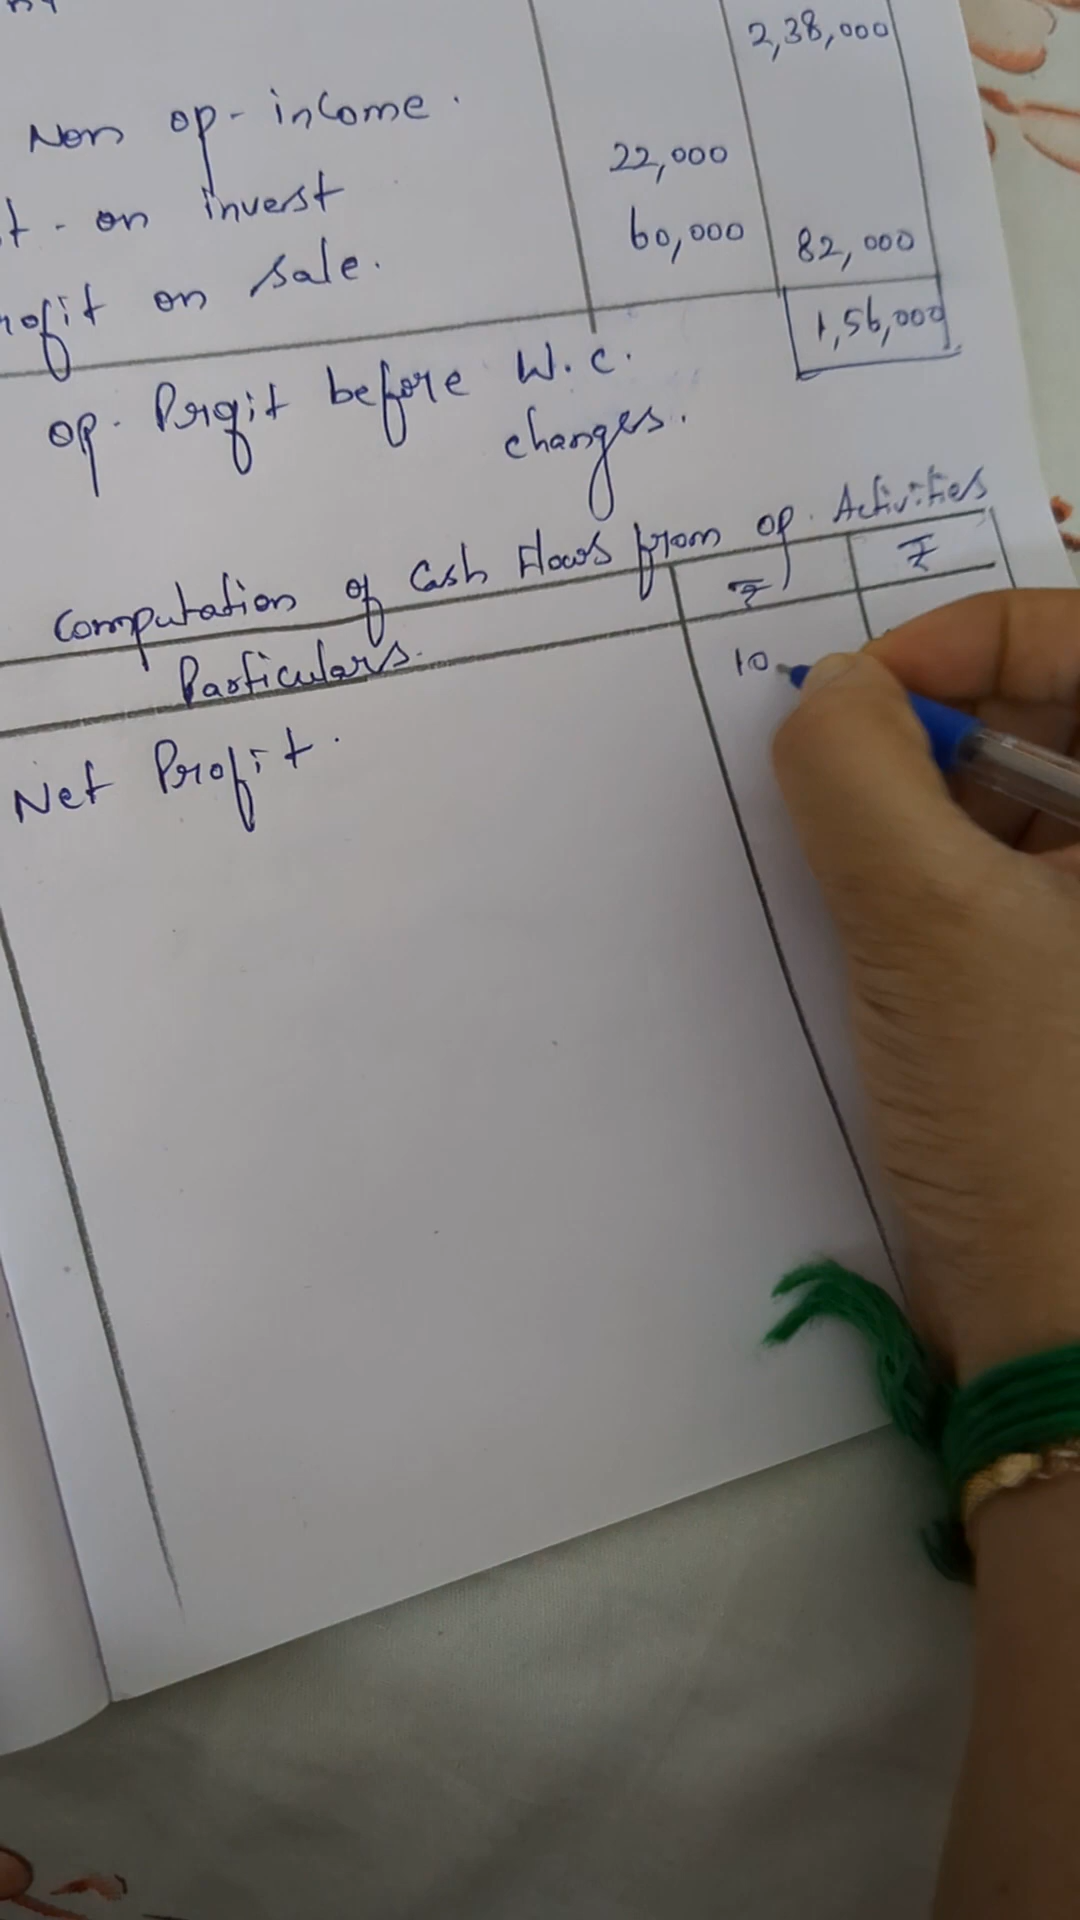 2,38,000
Non op-income.
22,000
t - on invest
60,000 82,000
rofit on sale.
1,56,000
op. Profit before W.C.
changes.
Computation of Cash Flows from op. Activities
Particulars. ₹ ₹
Net Profit. 10